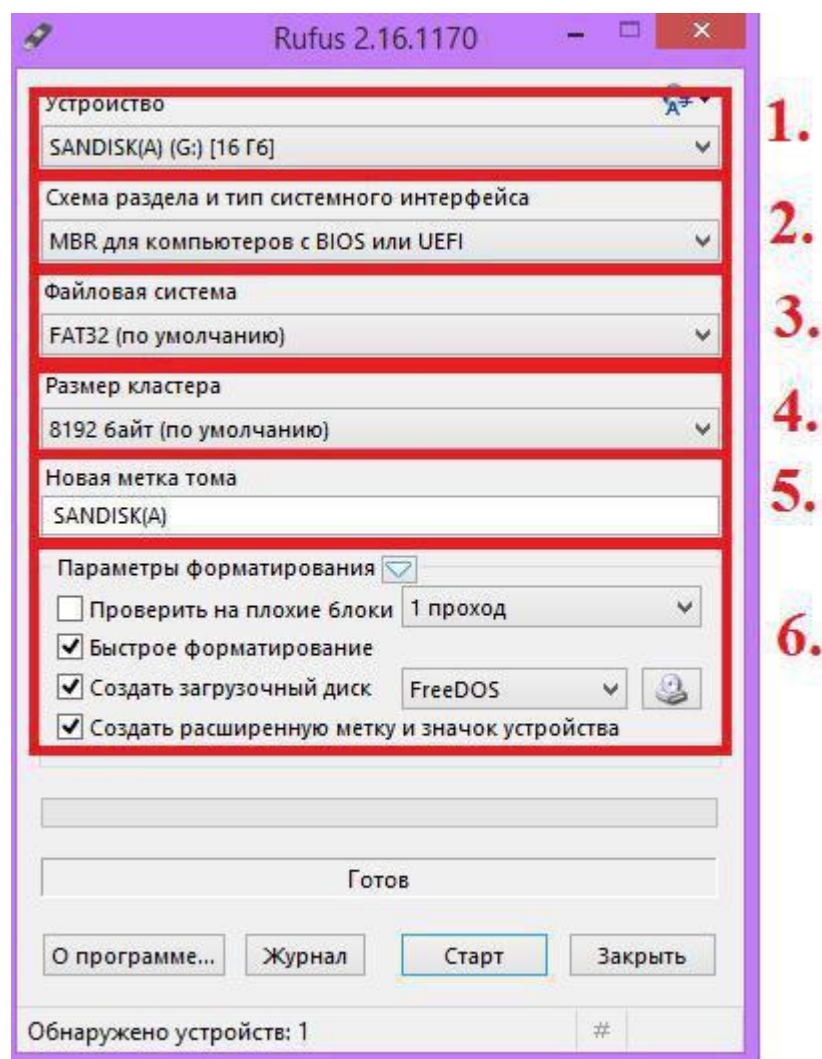 Rufus 2.16.1170
Устройство
1.
SANDISK(A) (G:) [16 Гб]
Схема раздела и тип системного интерфейса
2.
MBR для компьютеров с BIOS или UEFI
Файловая система
3.
FAT32 (по умолчанию)
Размер кластера
4.
8192 байт (по умолчанию)
Новая метка тома
5.
SANDISK(A)
Параметры форматирования
Проверить на плохие блоки 1 проход
6.
Быстрое форматирование
Создать загрузочный диск FreeDOS
Создать расширенную метку и значок устройства
Готов
О программе... Журнал Старт Закрыть
Обнаружено устройств: 1 #